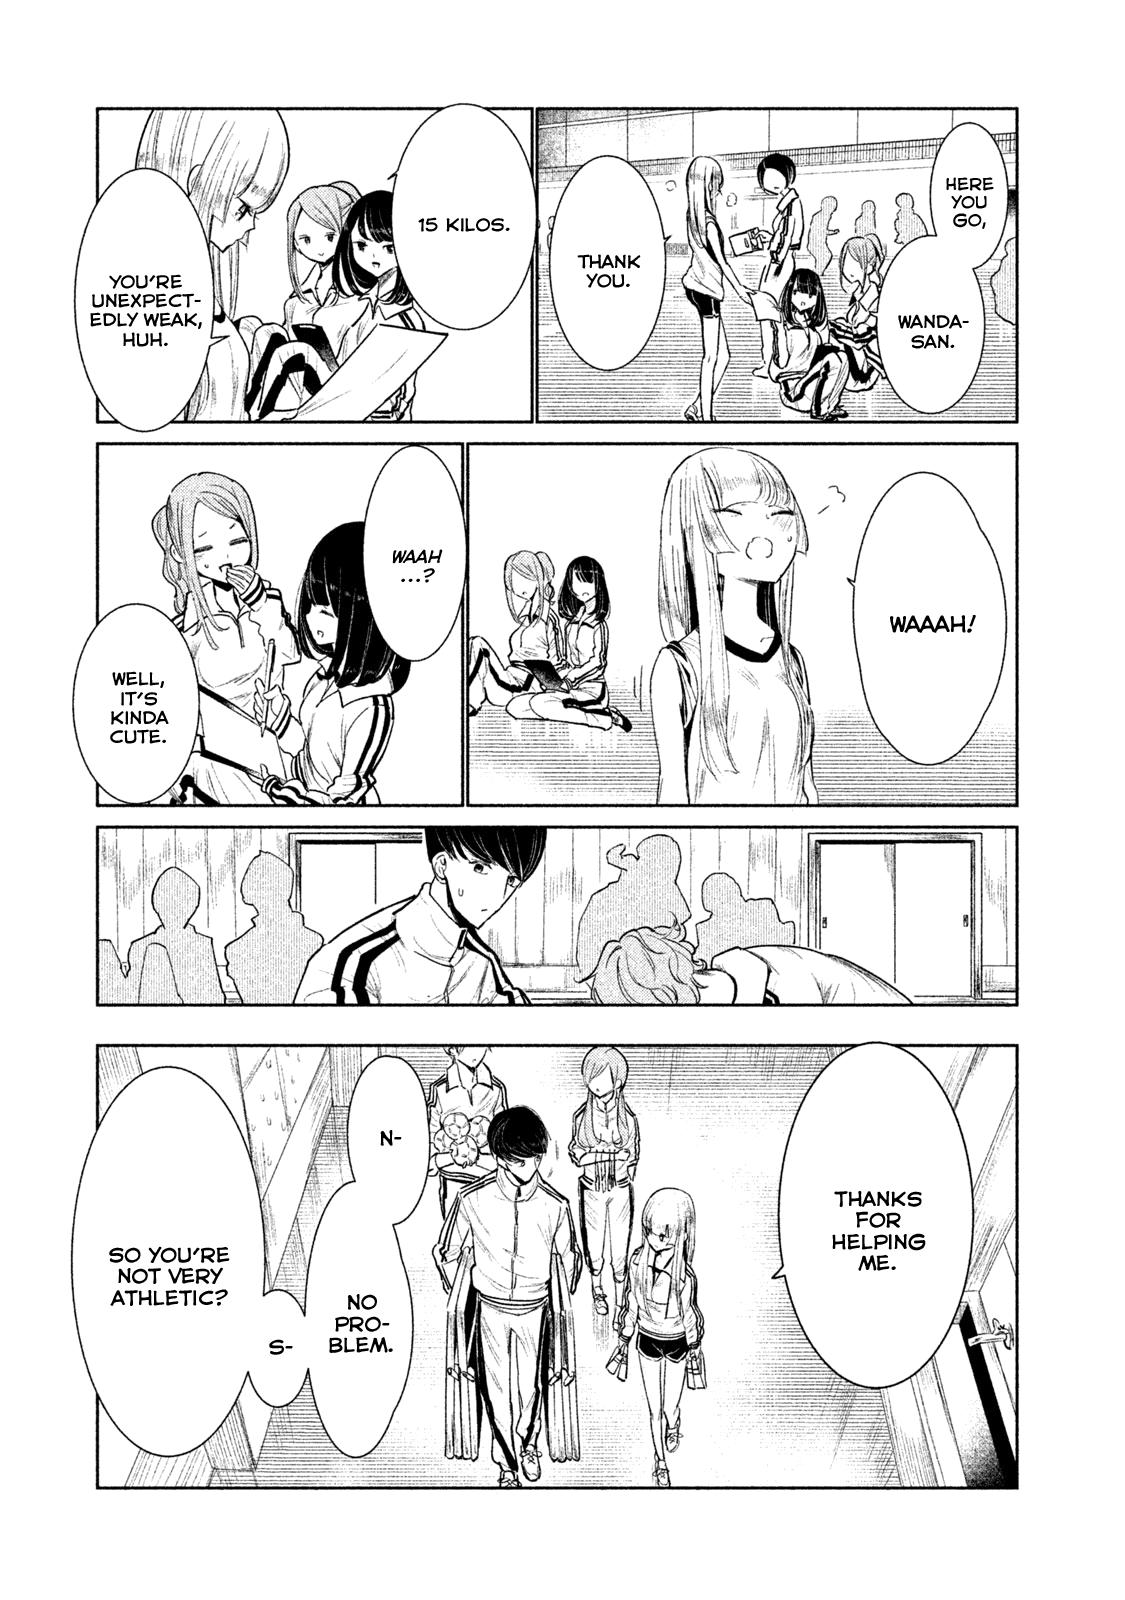 HERE
YOU
GO,
WANDA-
SAN.
THANK
YOU.
15 KILOS.
YOU'RE
UNEXPECT-
EDLY WEAK,
HUH.
WAAAH!
WAAH
...?
WELL,
IT'S
KINDA
CUTE.
THANKS
FOR
HELPING
ME.
N-
NO
PRO-
BLEM.
S-
SO YOU'RE
NOT VERY
ATHLETIC?